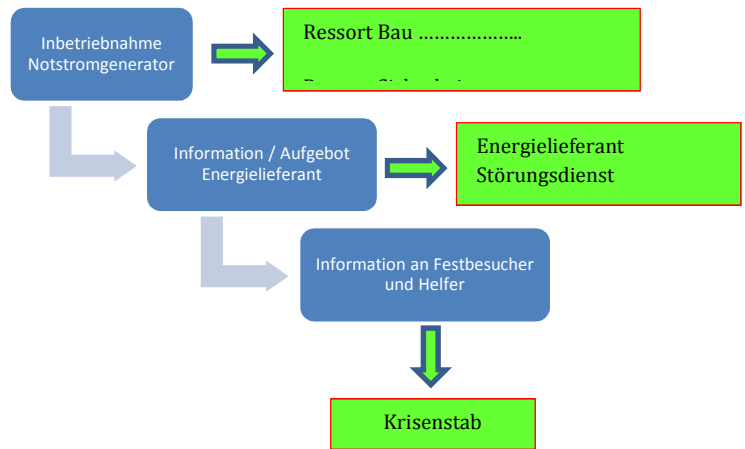 Inbetriebnahme
Notstromgenerator
Ressort Bau ………………..
Information / Aufgebot
Energielieferant
Energielieferant
Störungsdienst
Information an Festbesucher
und Helfer
Krisenstab